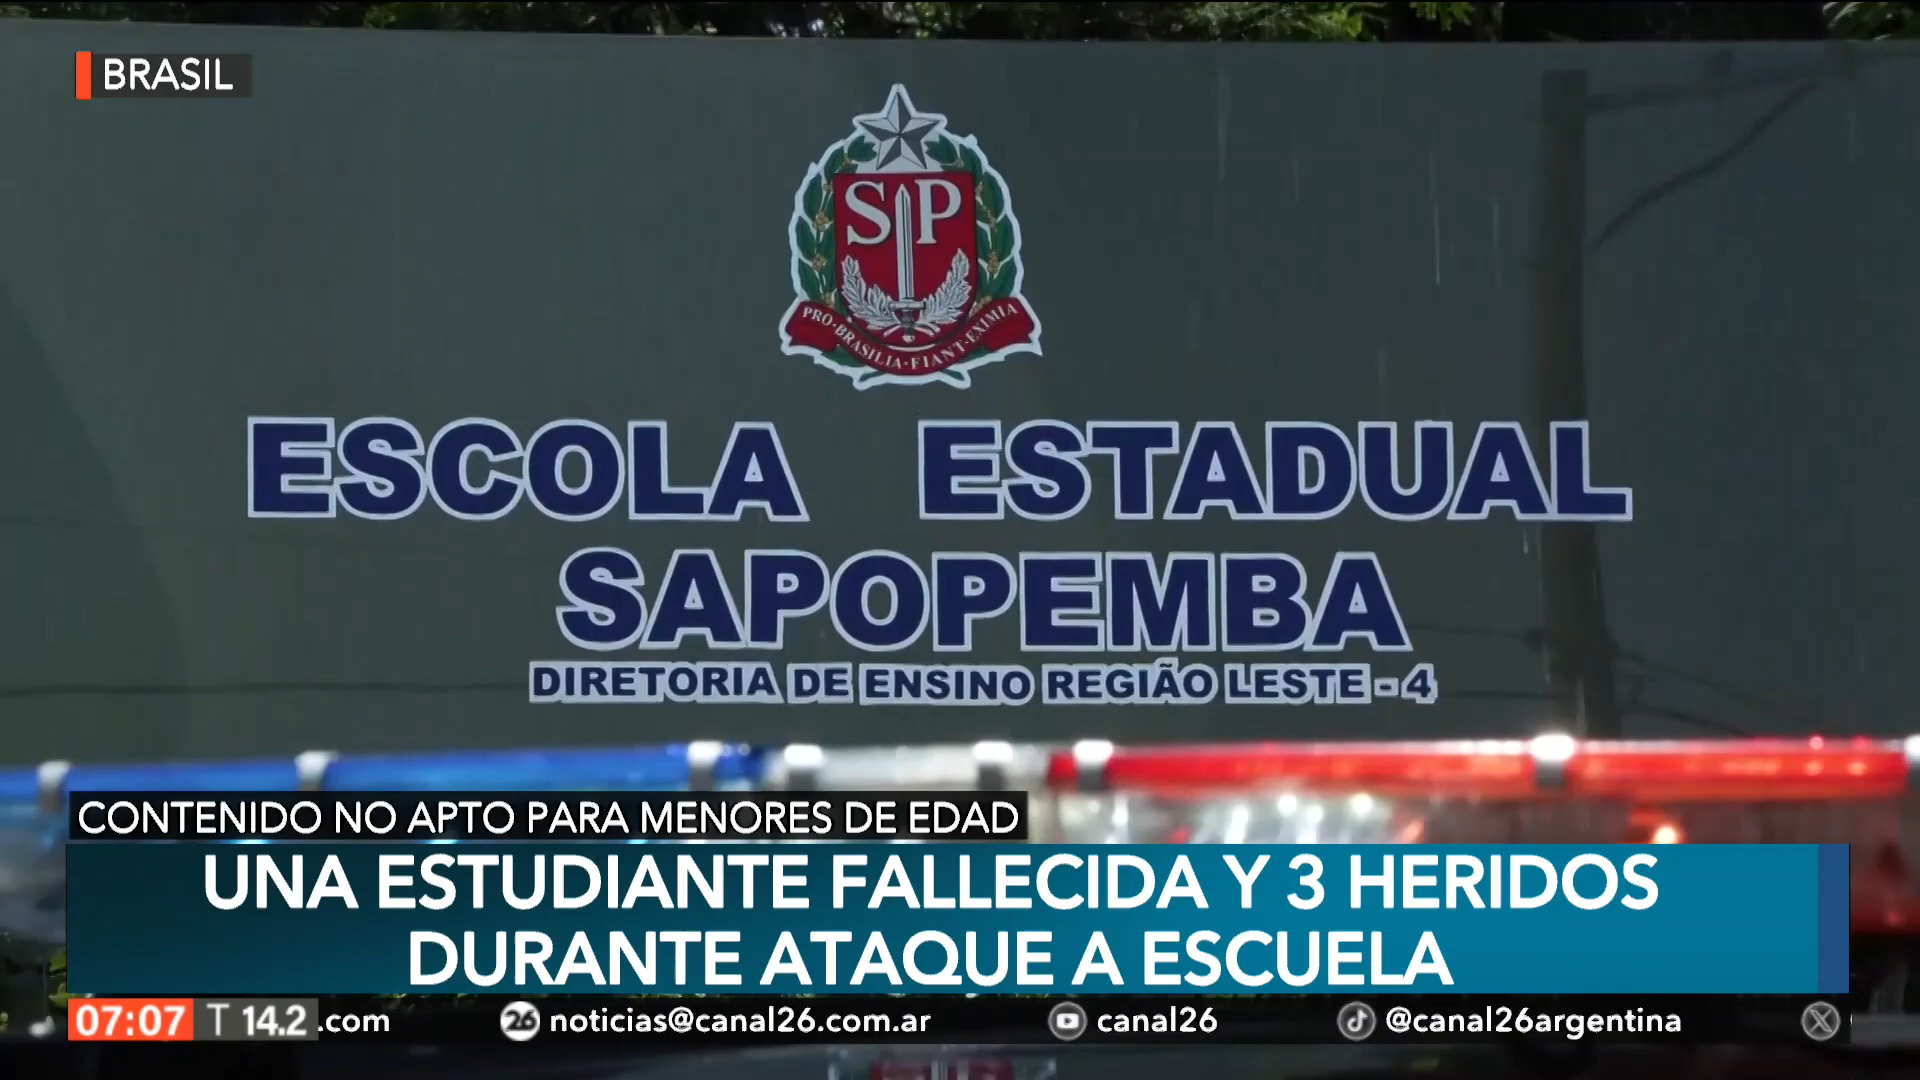 BRASIL
SP
PRO·BRASILIA·FIANT·EXIMIA
ESCOLA ESTADUAL
SAPOPEMBA
DIRETORIA DE ENSINO REGIÃO LESTE - 4
CONTENIDO NO APTO PARA MENORES DE EDAD
UNA ESTUDIANTE FALLECIDA Y 3 HERIDOS
DURANTE ATAQUE A ESCUELA
07:07 T 14.2 .com 26 noticias@canal26.com.ar canal26 @canal26argentina X